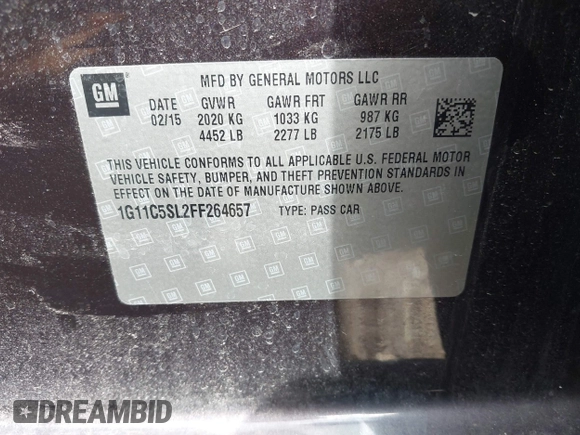 GM
MFD BY GENERAL MOTORS LLC
DATE GVWR GAWR FRT GAWR RR
02/15 2020 KG 1033 KG 987 KG
4452 LB 2277 LB 2175 LB
THIS VEHICLE CONFORMS TO ALL APPLICABLE U.S. FEDERAL MOTOR
VEHICLE SAFETY, BUMPER, AND THEFT PREVENTION STANDARDS IN
EFFECT ON THE DATE OF MANUFACTURE SHOWN ABOVE.
1G11C5SL2FF264657 TYPE: PASS CAR
DREAMBID